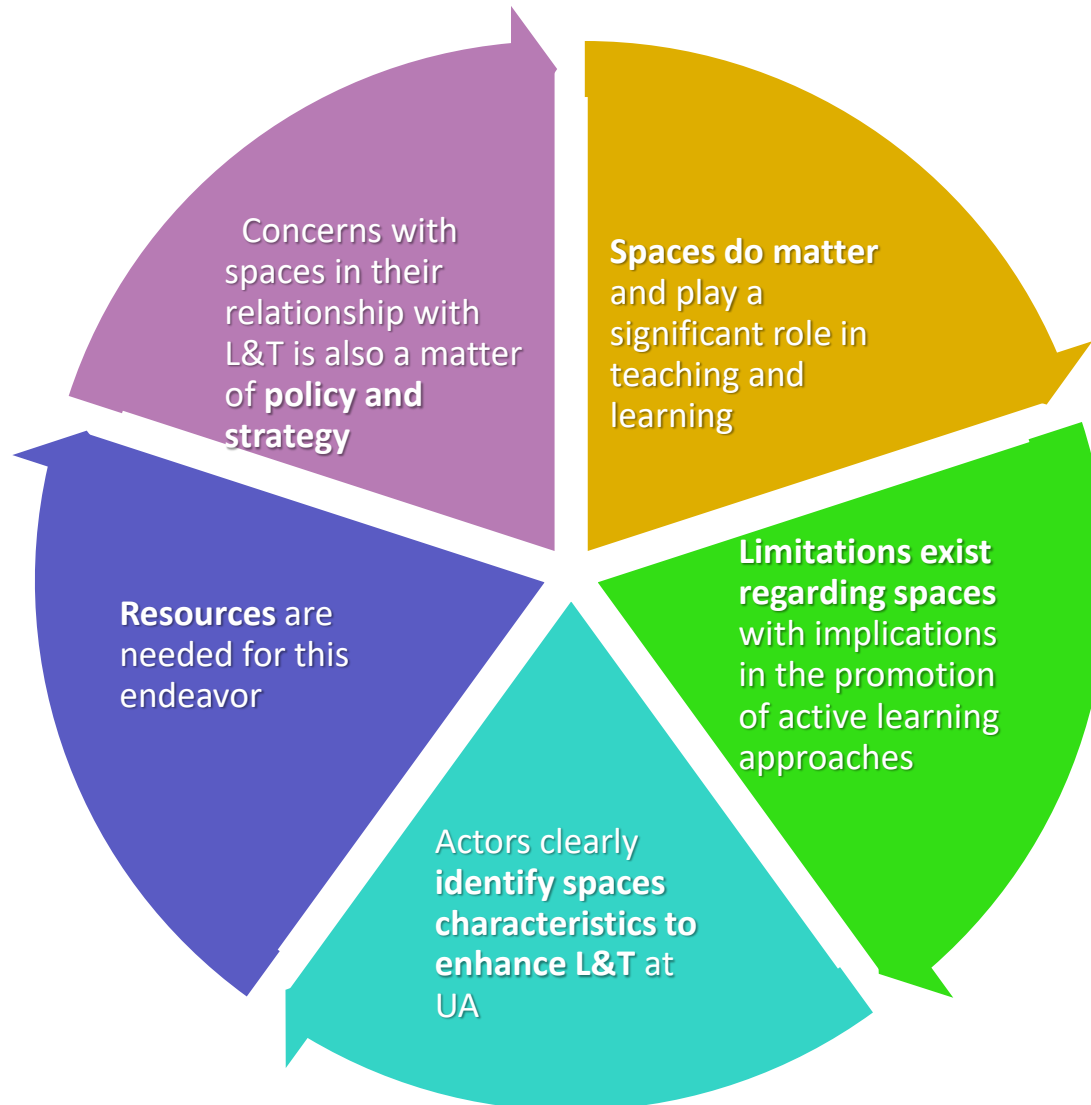 Spaces do matter
and play a
significant role in
teaching and
learning
Limitations exist
regarding spaces
with implications
in the promotion
of active learning
approaches
Actors clearly
identify spaces
characteristics to
enhance L&T at
UA
Resources are
needed for this
endeavor
Concerns with
spaces in their
relationship with
L&T is also a matter
of policy and
strategy